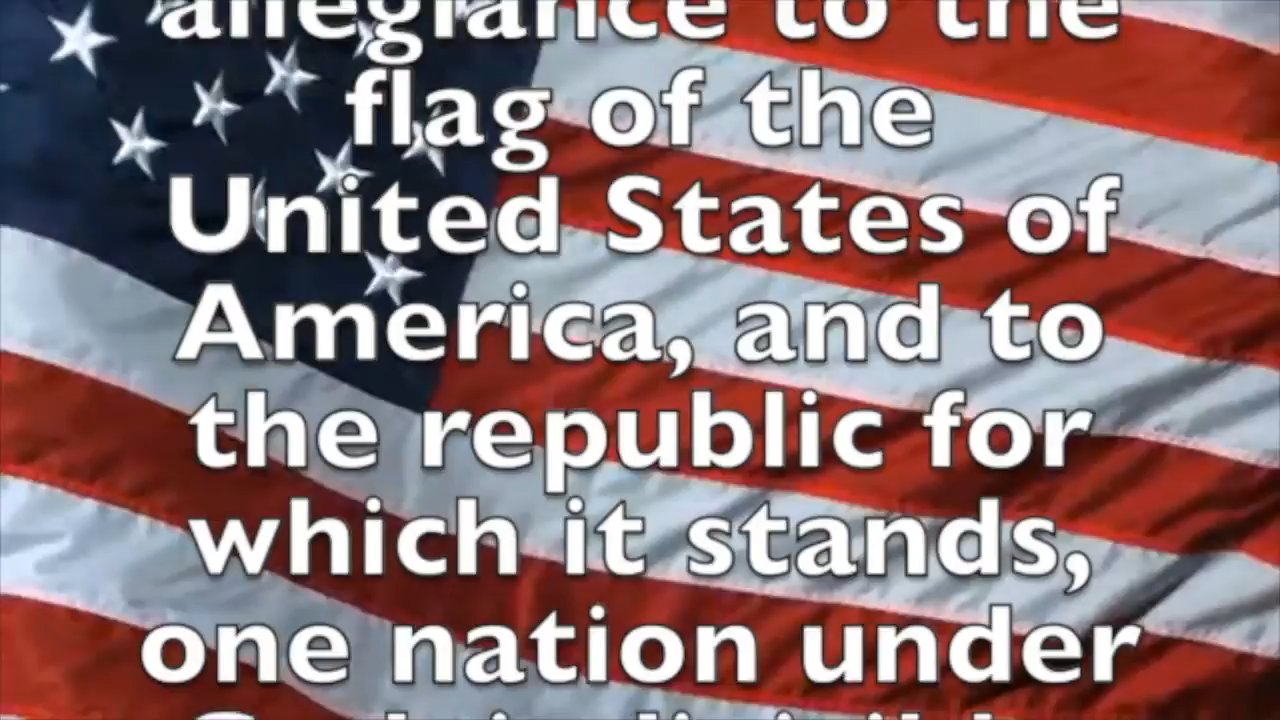 allegiance to the
flag of the
United States of
America, and to
the republic for
which it stands,
one nation under